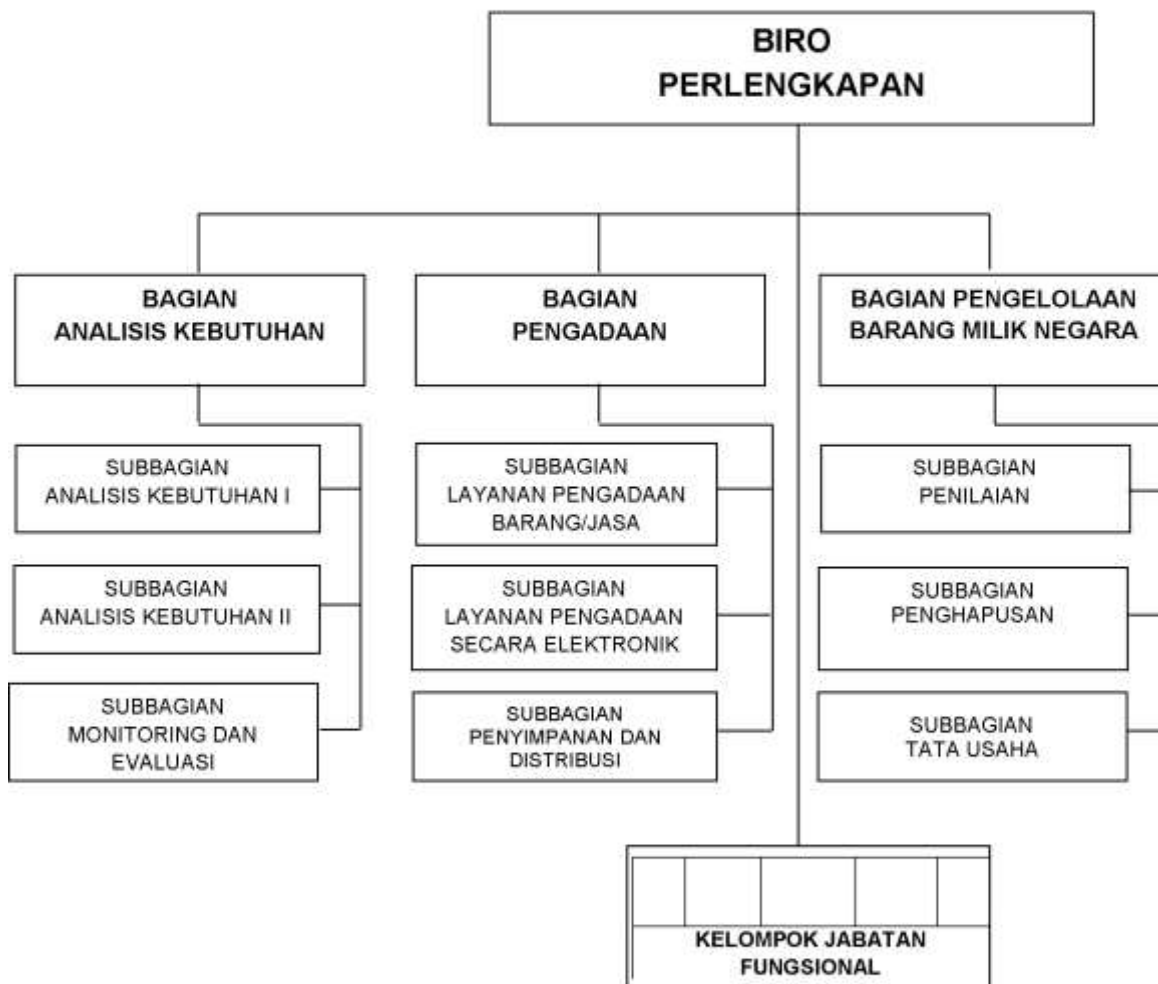 BIRO
PERLENGKAPAN
BAGIAN
ANALISIS KEBUTUHAN
BAGIAN
PENGADAAN
BAGIAN PENGELOLAAN
BARANG MILIK NEGARA
SUBBAGIAN
ANALISIS KEBUTUHAN I
SUBBAGIAN
LAYANAN PENGADAAN
BARANG/JASA
SUBBAGIAN
PENILAIAN
SUBBAGIAN
ANALISIS KEBUTUHAN II
SUBBAGIAN
LAYANAN PENGADAAN
SECARA ELEKTRONIK
SUBBAGIAN
PENGHAPUSAN
SUBBAGIAN
MONITORING DAN
EVALUASI
SUBBAGIAN
PENYIMPANAN DAN
DISTRIBUSI
SUBBAGIAN
TATA USAHA
KELOMPOK JABATAN
FUNGSIONAL